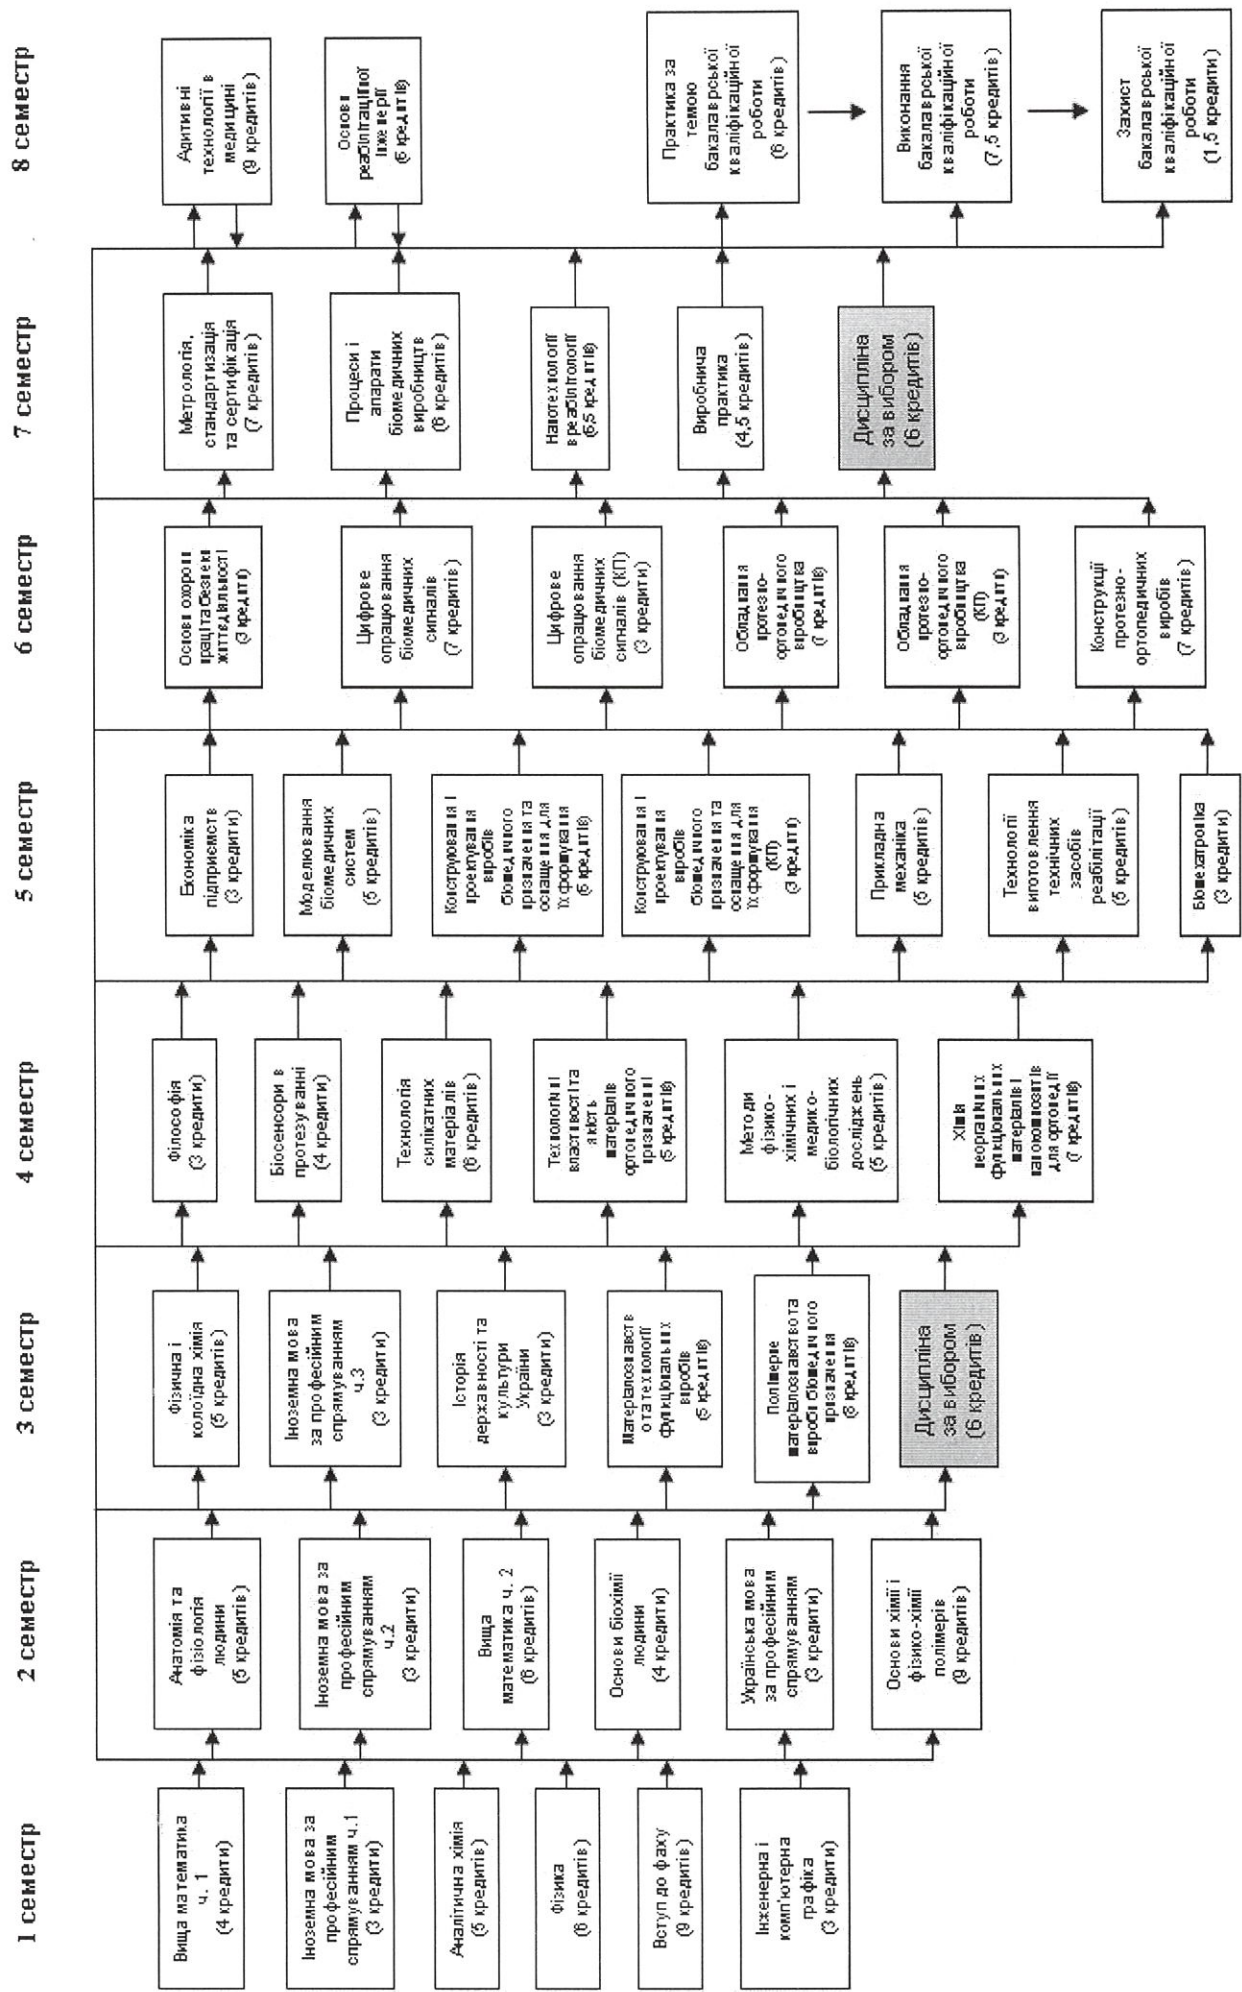 1 семестр
Вища математика
ч. 1
(4 кредити)
Іноземна мова за
професійним
спрямуванням ч.1
(3 кредити)
Аналітична хімія
(5 кредитів)
Фізика
(6 кредитів)
Вступ до фаху
(9 кредитів)
Інженерна і
комп'ютерна
графіка
(3 кредити)
2 семестр
Анатомія та
фізіологія
людини
(5 кредитів)
Іноземна мова за
професійним
спрямуванням
ч.2
(3 кредити)
Вища
математика ч. 2
(6 кредитів)
Основи біохімії
людини
(4 кредити)
Українська мова
за професійним
спрямуванням
(3 кредити)
Основи хімії і
фізико-хімії
полімерів
(9 кредитів)
3 семестр
Фізична і
колоїдна хімія
(5 кредитів)
Іноземна мова
за професійним
спрямуванням
ч.3
(3 кредити)
Історія
державності та
культури
України
(3 кредити)
Матеріалознавств
о та технології
функціональних
виробів
(5 кредитів)
Полімерне
матеріалознавство та
вироби біомедичного
призначення
(8 кредитів)
Дисципліна
за вибором
(6 кредитів)
4 семестр
Філософія
(3 кредити)
Біосенсори в
протезуванні
(4 кредити)
Технологія
силікатних
матеріалів
(6 кредитів)
Технологічні
властивості та
якість
матеріалів
ортопедичного
призначення
(5 кредитів)
Методи
фізико-
хімічних і
медико-
біологічних
досліджень
(5 кредитів)
Хімія
неорганічних
функціональних
матеріалів і
нанокомпозитів
для ортопедії
(7 кредитів)
5 семестр
Економіка
підприємств
(3 кредити)
Моделювання
біомедичних
систем
(5 кредитів)
Конструювання і
проектування
виробів
біомедичного
призначення та
оснащення для
їх формування
(6 кредитів)
Конструювання і
проектування
виробів
біомедичного
призначення та
оснащення для
їх формування
(КП)
(3 кредити)
Прикладна
механіка
(5 кредитів)
Технології
виготовлення
технічних
засобів
реабілітації
(5 кредитів)
Біомехатроніка
(3 кредити)
6 семестр
Основи охорони
праці та безпеки
життєдіяльності
(3 кредити)
Цифрове
опрацювання
біомедичних
сигналів
(7 кредитів)
Цифрове
опрацювання
біомедичних
сигналів (КП)
(3 кредити)
Обладнання
протезно-
ортопедичного
виробництва
(7 кредитів)
Обладнання
протезно-
ортопедичного
виробництва
(КП)
(3 кредити)
Конструкції
протезно-
ортопедичних
виробів
(7 кредитів)
7 семестр
Метрологія,
стандартизація
та сертифікація
(7 кредитів)
Процеси і
апарати
біомедичних
виробництв
(6 кредитів)
Нанотехнології
в реабілітології
(6,5 кредитів)
Виробнича
практика
(4,5 кредитів)
Дисципліна
за вибором
(6 кредитів)
8 семестр
Адитивні
технології в
медицині
(9 кредитів)
Основи
реабілітаційної
інженерії
(6 кредитів)
Практика за
темою
бакалаврської
кваліфікаційної
роботи
(6 кредитів)
Виконання
бакалаврської
кваліфікаційної
роботи
(7,5 кредитів)
Захист
бакалаврської
кваліфікаційної
роботи
(1,5 кредити)